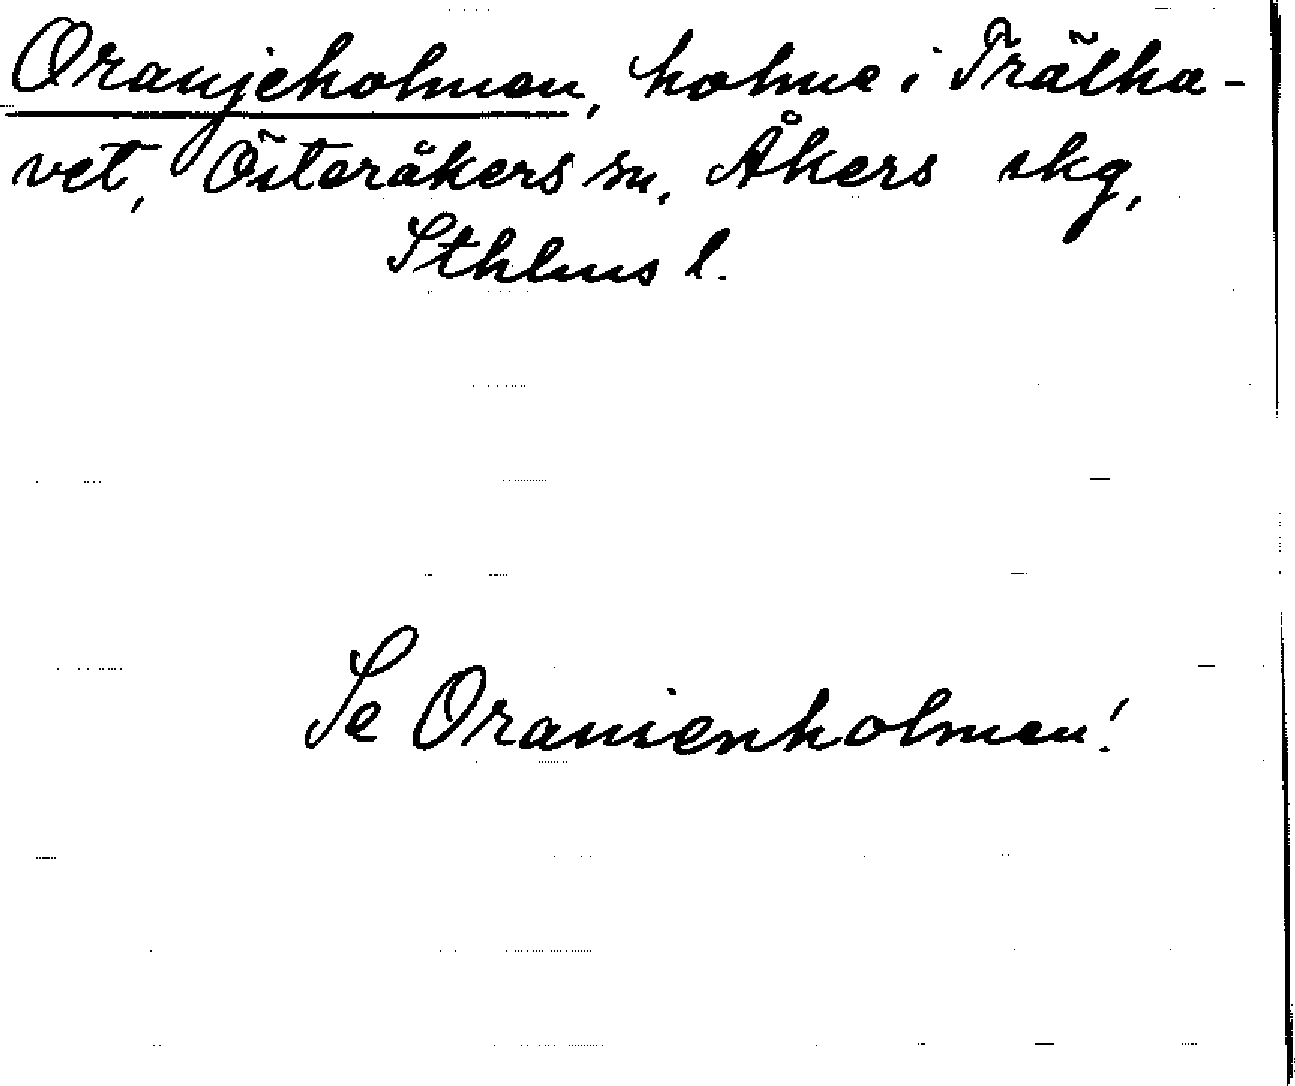 Oranjeholmen, holme i Trälha-
vet, Österåkers sn, Åkers skg,
Sthlms l.
Se Oranienholmen!